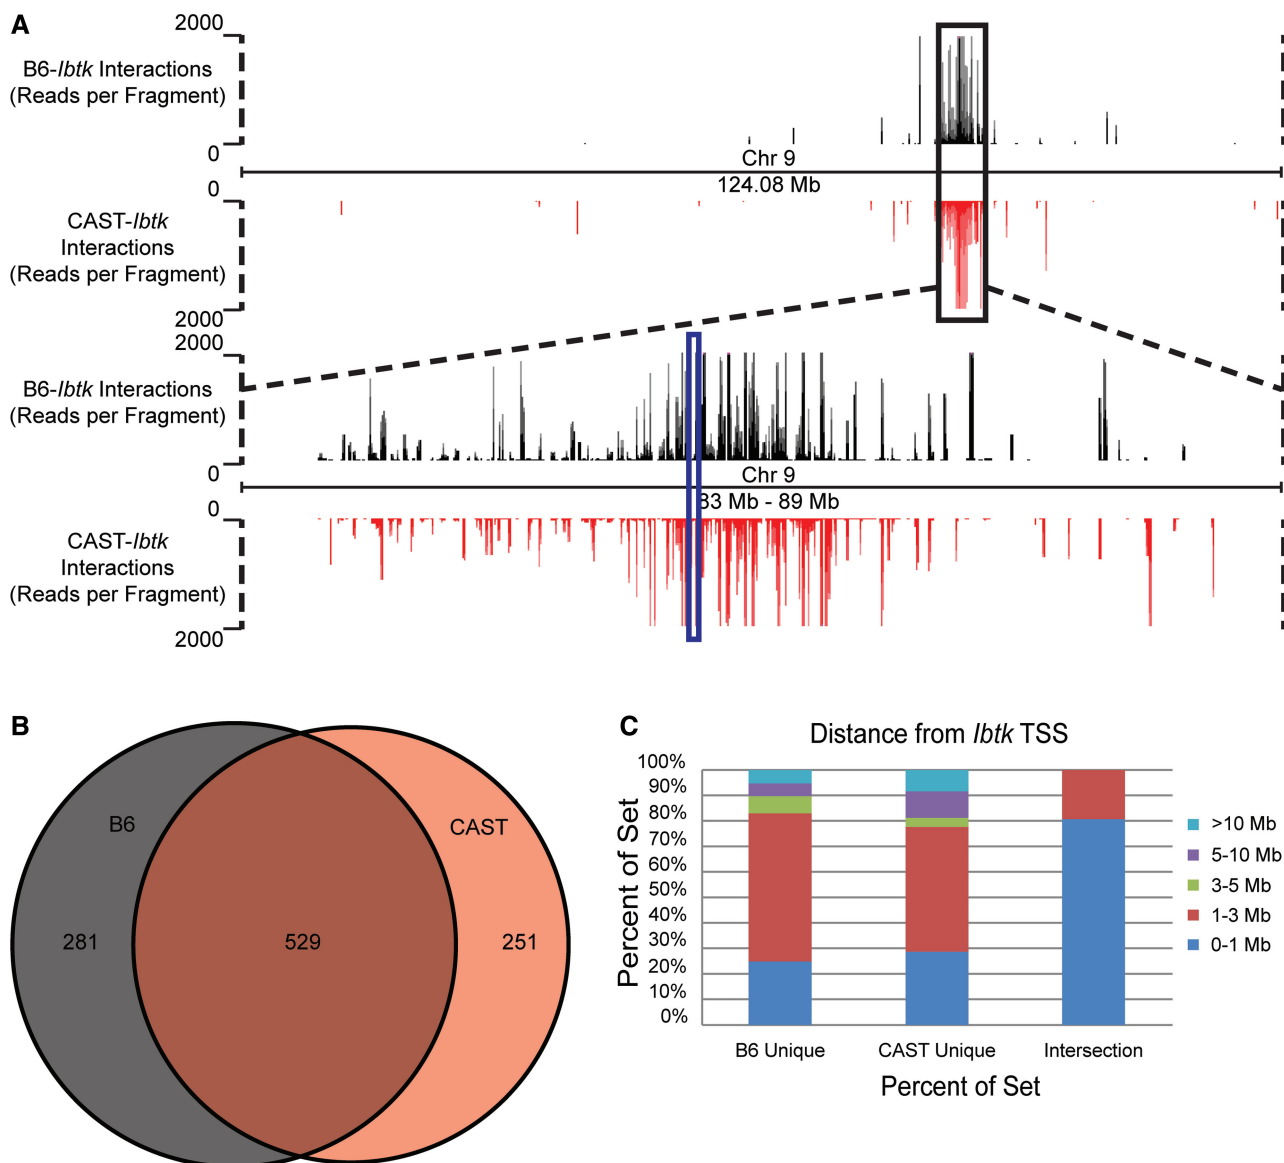 A
2000
B6-Ibtk Interactions
(Reads per Fragment)
0
Chr 9
124.08 Mb
0
CAST-Ibtk
Interactions
(Reads per Fragment)
2000
2000
B6-Ibtk Interactions
(Reads per Fragment)
0
Chr 9
83 Mb - 89 Mb
0
CAST-Ibtk
Interactions
(Reads per Fragment)
2000
B
B6
CAST
281
529
251
C
Distance from Ibtk TSS
Percent of Set
100%
90%
80%
70%
60%
50%
40%
30%
20%
10%
0%
>10 Mb
5-10 Mb
3-5 Mb
1-3 Mb
0-1 Mb
B6 Unique
CAST Unique
Intersection
Percent of Set